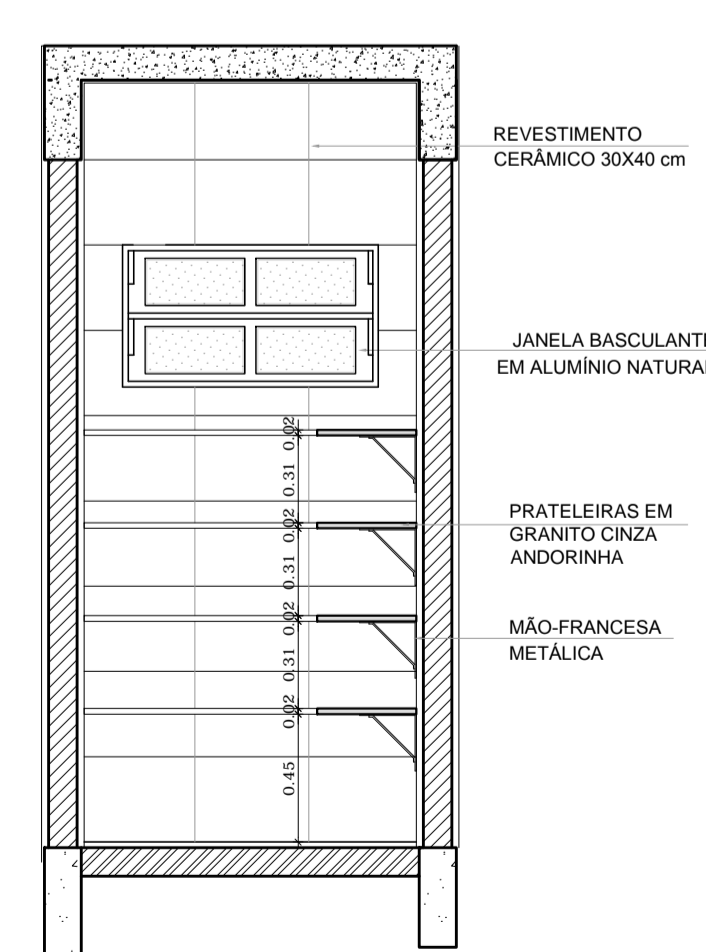 REVESTIMENTO
CERÂMICO 30X40 cm
JANELA BASCULANTE
EM ALUMÍNIO NATURAL
0.02
0.31
0.02
PRATELEIRAS EM
GRANITO CINZA
ANDORINHA
0.31
0.02
MÃO-FRANCESA
METÁLICA
0.31
0.02
0.45